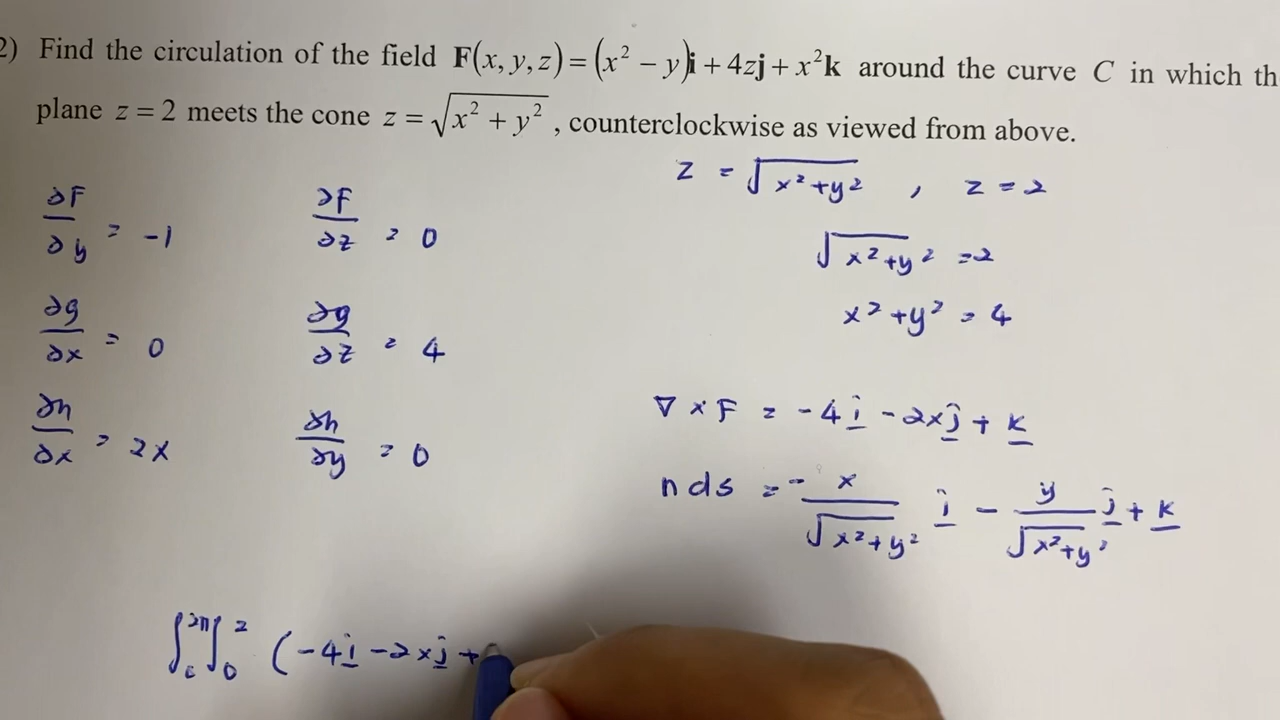 2) Find the circulation of the field F(x, y, z) = (x² − y)i + 4zj + x²k around the curve C in which th
plane z = 2 meets the cone z = √(x² + y²) , counterclockwise as viewed from above.
z = √(x²+y²) , z = 2
√(x²+y²) = 2
x² + y² = 4
∂F/∂y = -1 ∂F/∂z = 0
∂g/∂x = 0 ∂g/∂z = 4
∂h/∂x = 2x ∂h/∂y = 0
∇ × F = -4i - 2xj + k
n ds = - x/√(x²+y²) i - y/√(x²+y²) j + k
∫₀^2π ∫₀^2 (-4i - 2xj +